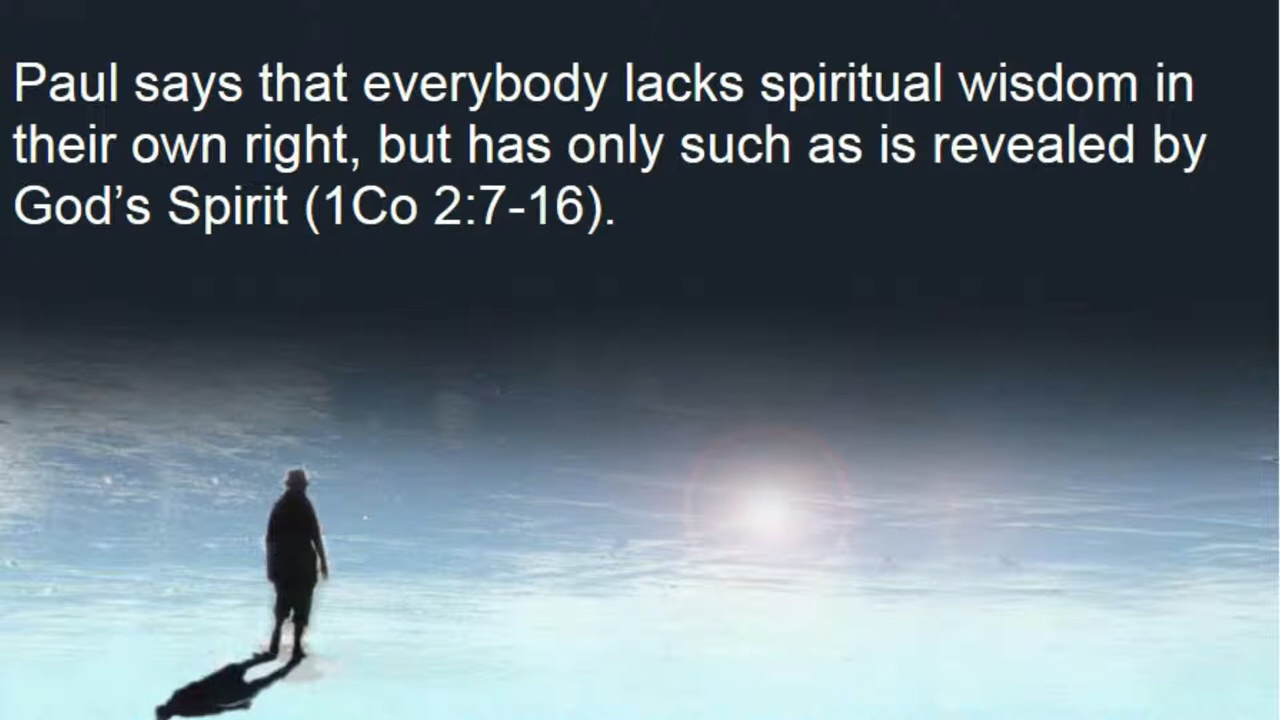 Paul says that everybody lacks spiritual wisdom in
their own right, but has only such as is revealed by
God’s Spirit (1Co 2:7-16).